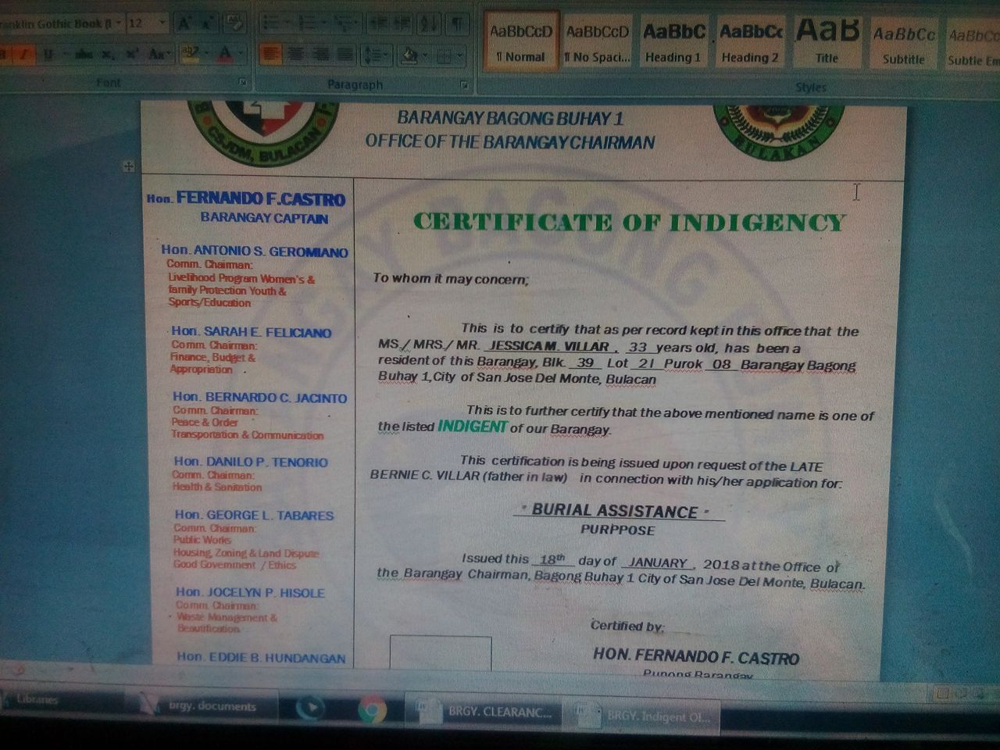 Franklin Gothic Book (
12
Font
Paragraph
AaBbCcD
¶ Normal
AaBbCcD
¶ No Spaci...
AaBbC
Heading 1
AaBbCc
Heading 2
AaB
Title
AaBbCc
Subtitle
AaBbCc
Subtle Em
Styles
CSJDM, BULACAN
BULAKAN
BARANGAY BAGONG BUHAY 1
OFFICE OF THE BARANGAY CHAIRMAN
Hon. FERNANDO F.CASTRO
BARANGAY CAPTAIN
Hon. ANTONIO S. GEROMIANO
Comm. Chairman:
Livelihood Program Women's &
family Protection Youth &
Sports/Education
Hon. SARAH E. FELICIANO
Comm. Chairman:
Finance, Budget &
Appropriation
Hon. BERNARDO C. JACINTO
Comm. Chairman:
Peace & Order
Transportation & Communication
Hon. DANILO P. TENORIO
Comm. Chairman:
Health & Sanitation
Hon. GEORGE L. TABARES
Comm. Chairman:
Public Works
Housing, Zoning & Land Dispute
Good Government / Ethics
Hon. JOCELYN P. HISOLE
Comm. Chairman:
Waste Management &
Beautification
Hon. EDDIE B. HUNDANGAN
CERTIFICATE OF INDIGENCY
To whom it may concern;
This is to certify that as per record kept in this office that the
MS./ MRS./ MR. JESSICA M. VILLAR , 33 years old, has been a
resident of this Barangay, Blk. 39 Lot 21 Purok 08 Barangay Bagong
Buhay 1,City of San Jose Del Monte, Bulacan
This is to further certify that the above mentioned name is one of
the listed INDIGENT of our Barangay.
This certification is being issued upon request of the LATE
BERNIE C. VILLAR (father in law) in connection with his/her application for:
" BURIAL ASSISTANCE "
PURPPOSE
Issued this 18th day of JANUARY , 2018 at the Office of
the Barangay Chairman, Bagong Buhay 1 City of San Jose Del Monte, Bulacan.
Certified by:
HON. FERNANDO F. CASTRO
Punong Barangay
Libraries
brgy. documents
BRGY. CLEARANC...
BRGY. Indigent Ol...